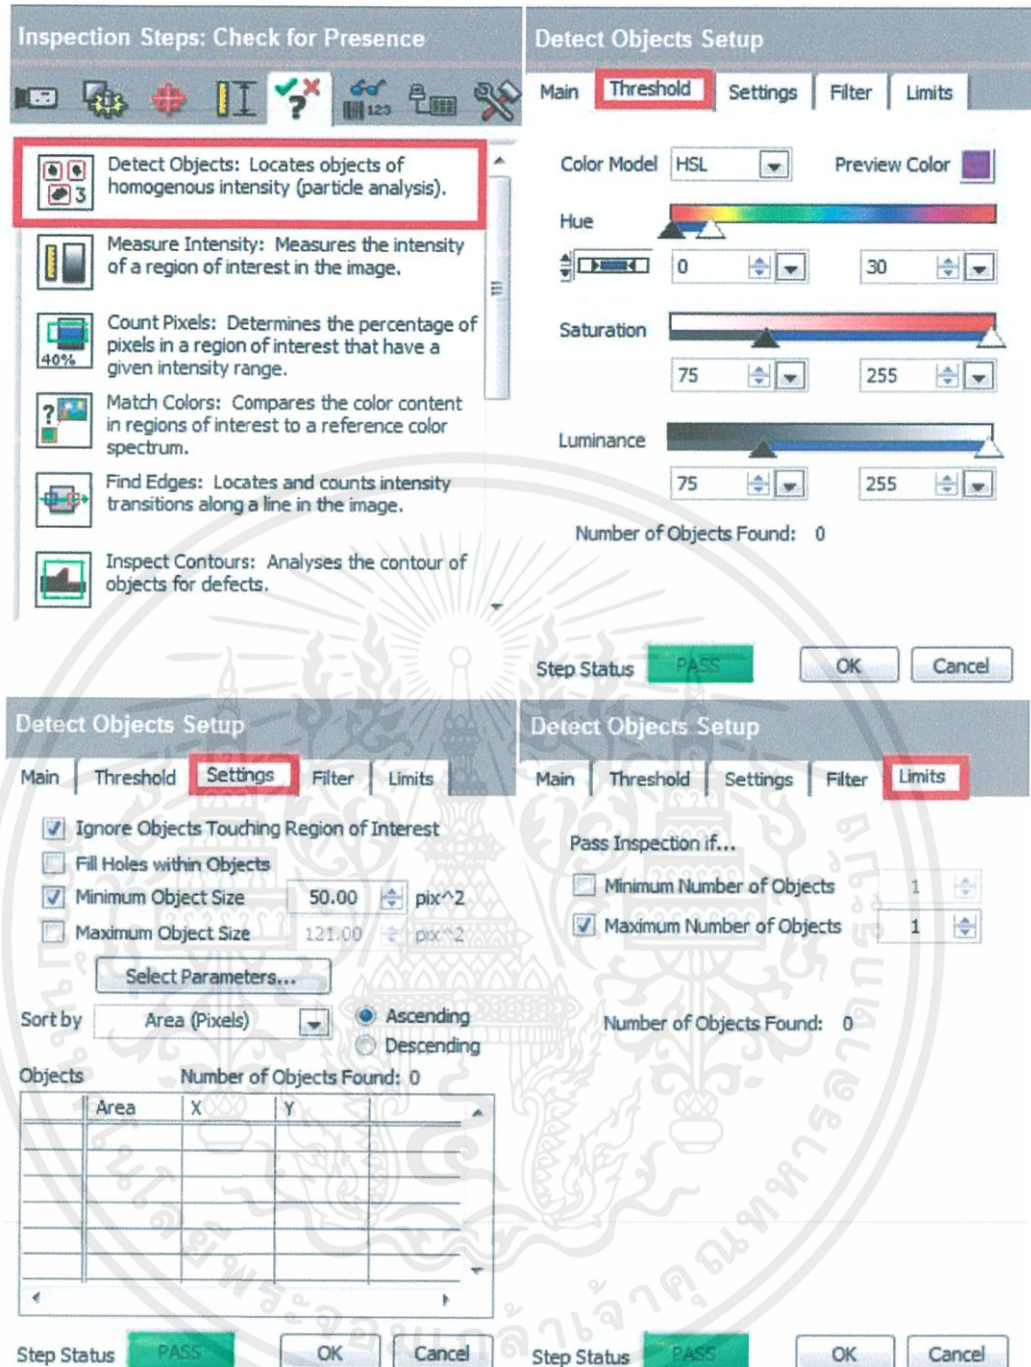 Inspection Steps: Check for Presence
123
3
Detect Objects: Locates objects of
homogenous intensity (particle analysis).
Measure Intensity: Measures the intensity
of a region of interest in the image.
40%
Count Pixels: Determines the percentage of
pixels in a region of interest that have a
given intensity range.
Match Colors: Compares the color content
in regions of interest to a reference color
spectrum.
Find Edges: Locates and counts intensity
transitions along a line in the image.
Inspect Contours: Analyses the contour of
objects for defects.
Detect Objects Setup
Main Threshold Settings Filter Limits
Color Model HSL Preview Color
Hue
0 30
Saturation
75 255
Luminance
75 255
Number of Objects Found: 0
Step Status PASS OK Cancel
Detect Objects Setup
Main Threshold Settings Filter Limits
Ignore Objects Touching Region of Interest
Fill Holes within Objects
Minimum Object Size 50.00 pix^2
Maximum Object Size 121.00 pix^2
Select Parameters...
Sort by Area (Pixels) Ascending
Descending
Objects Number of Objects Found: 0
Area X Y
Step Status PASS OK Cancel
Detect Objects Setup
Main Threshold Settings Filter Limits
Pass Inspection if...
Minimum Number of Objects 1
Maximum Number of Objects 1
Number of Objects Found: 0
Step Status PASS OK Cancel